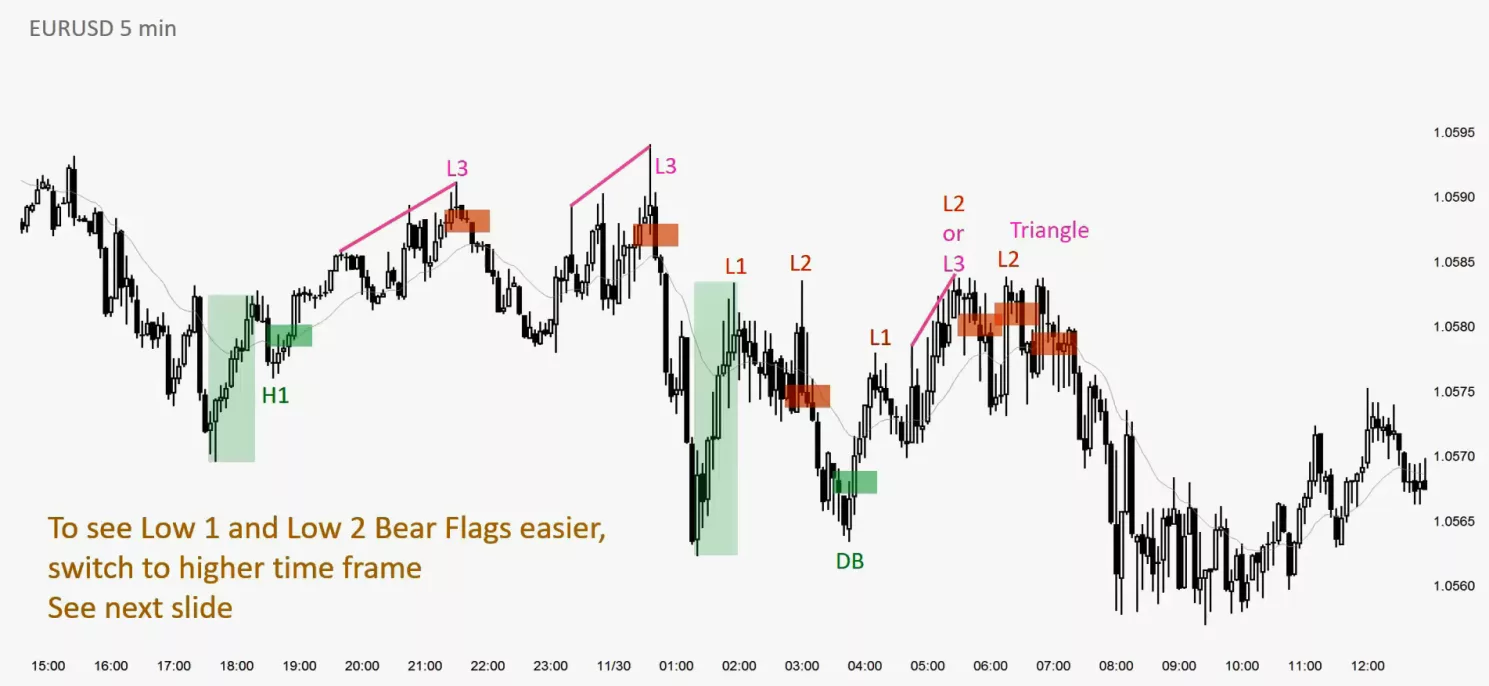 EURUSD 5 min
1.0595
L3
L3
1.0590
L2
or
L3
Triangle
L2
L1
L2
1.0585
1.0580
L1
H1
1.0575
1.0570
To see Low 1 and Low 2 Bear Flags easier,
switch to higher time frame
See next slide
DB
1.0565
1.0560
15:00 16:00 17:00 18:00 19:00 20:00 21:00 22:00 23:00 11/30 01:00 02:00 03:00 04:00 05:00 06:00 07:00 08:00 09:00 10:00 11:00 12:00